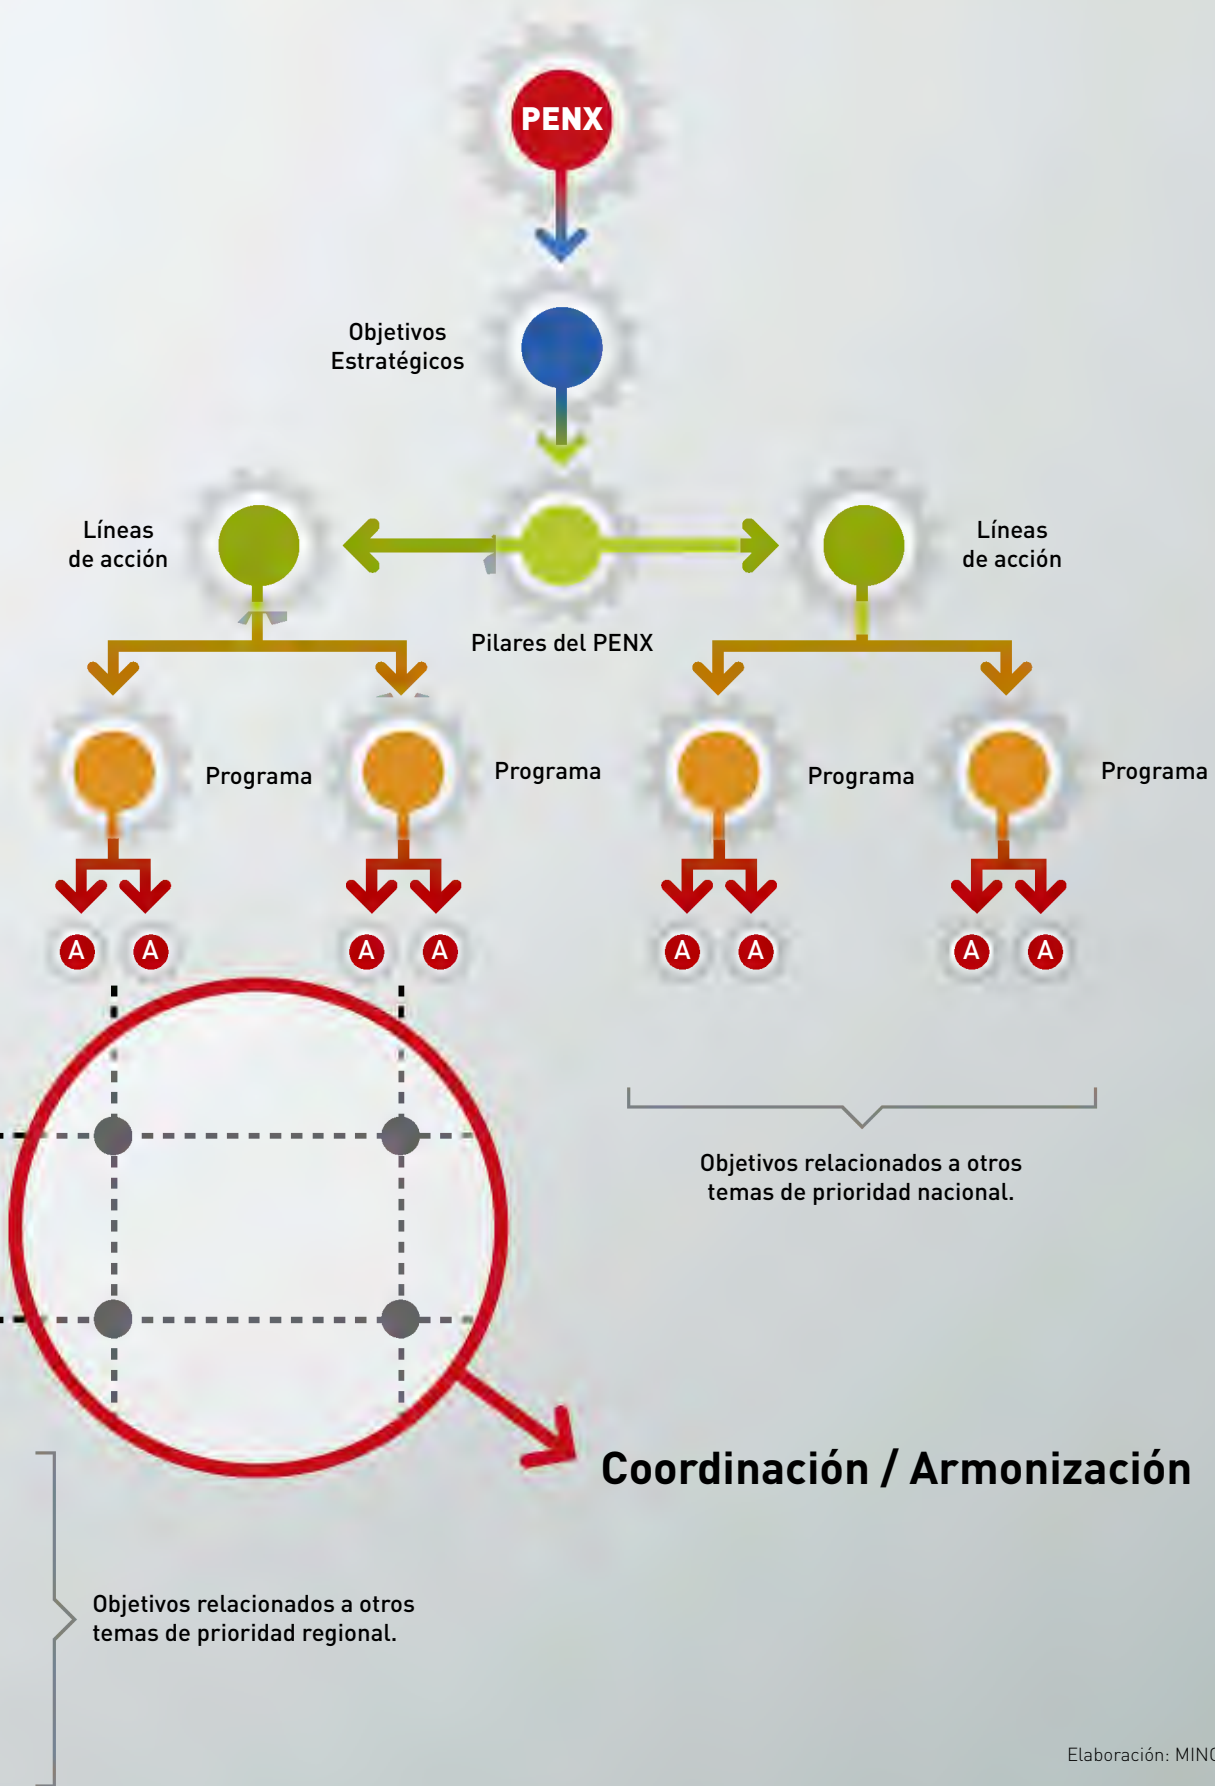 PENX
Objetivos
Estratégicos
Líneas
de acción
Líneas
de acción
Pilares del PENX
Programa
Programa
Programa
Programa
A
A
A
A
A
A
A
A
Objetivos relacionados a otros
temas de prioridad nacional.
Coordinación / Armonización
Objetivos relacionados a otros
temas de prioridad regional.
Elaboración: